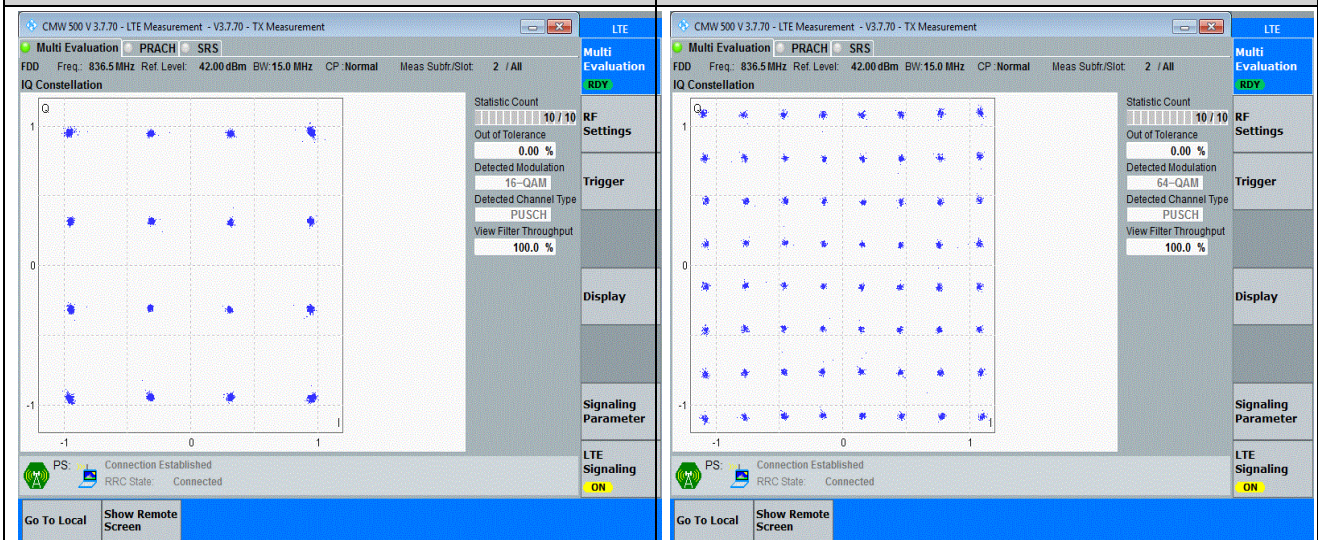 CMW 500 V 3.7.70 - LTE Measurement - V3.7.70 - TX Measurement
LTE
Multi Evaluation PRACH SRS
FDD Freq.: 836.5 MHz Ref. Level: 42.00 dBm BW: 15.0 MHz CP : Normal Meas Subfr./Slot: 2 / All
IQ Constellation
Q
1
0
-1
-1 0 1
I
Statistic Count
10 / 10
Out of Tolerance
0.00 %
Detected Modulation
16-QAM
Detected Channel Type
PUSCH
View Filter Throughput
100.0 %
Multi
Evaluation
RDY
RF
Settings
Trigger
Display
Signaling
Parameter
LTE
Signaling
ON
PS: Connection Established
RRC State: Connected
Go To Local
Show Remote
Screen
CMW 500 V 3.7.70 - LTE Measurement - V3.7.70 - TX Measurement
LTE
Multi Evaluation PRACH SRS
FDD Freq.: 836.5 MHz Ref. Level: 42.00 dBm BW: 15.0 MHz CP : Normal Meas Subfr./Slot: 2 / All
IQ Constellation
Q
1
0
-1
-1 0 1
I
Statistic Count
10 / 10
Out of Tolerance
0.00 %
Detected Modulation
64-QAM
Detected Channel Type
PUSCH
View Filter Throughput
100.0 %
Multi
Evaluation
RDY
RF
Settings
Trigger
Display
Signaling
Parameter
LTE
Signaling
ON
PS: Connection Established
RRC State: Connected
Go To Local
Show Remote
Screen